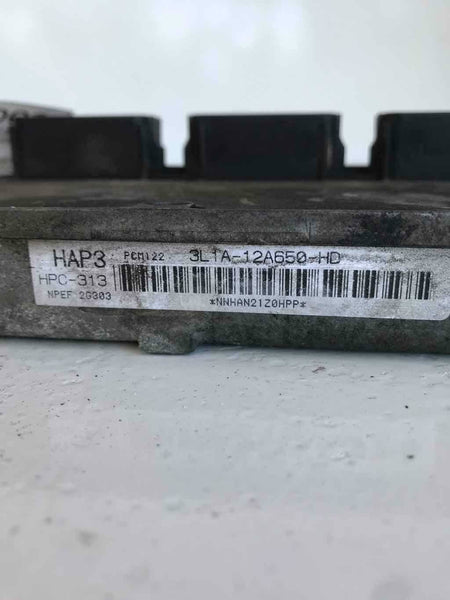 HAP3 PCM122 3L1A-12A650-HD
HPC-313
NPEF 2G303 *NNHAN21Z0HPP*